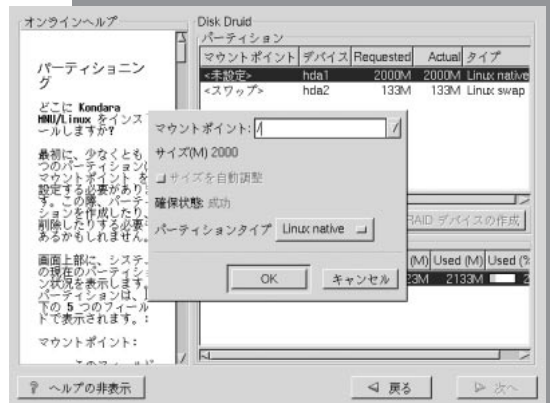 オンラインヘルプ
パーティショニン
グ
どこに Kondara
MNU/Linux をインス
ールしますか?
最初に、少なくとも
つのパーティション
マウントポイント を
設定する必要があり
す。この際、パーテ
ションを作成したり、
削除したりする必要
あるかもしれません。
画面上部に、システ
の現在のパーティシ
ン状況を表示します。
パーティションは、
下の 5 つのフィール
ドで表示されます。:
マウントポイント:
ヘルプの非表示
Disk Druid
パーティション
マウントポイント デバイス Requested Actual タイプ
<未設定> hda1 2000M 2000M Linux native
<スワップ> hda2 133M 133M Linux swap
マウントポイント: /
サイズ(M) 2000
サイズを自動調整
確保状態: 成功
パーティションタイプ Linux native
OK キャンセル
RAID デバイスの作成
(M) Used (M) Used (%
23M 2133M
戻る 次へ